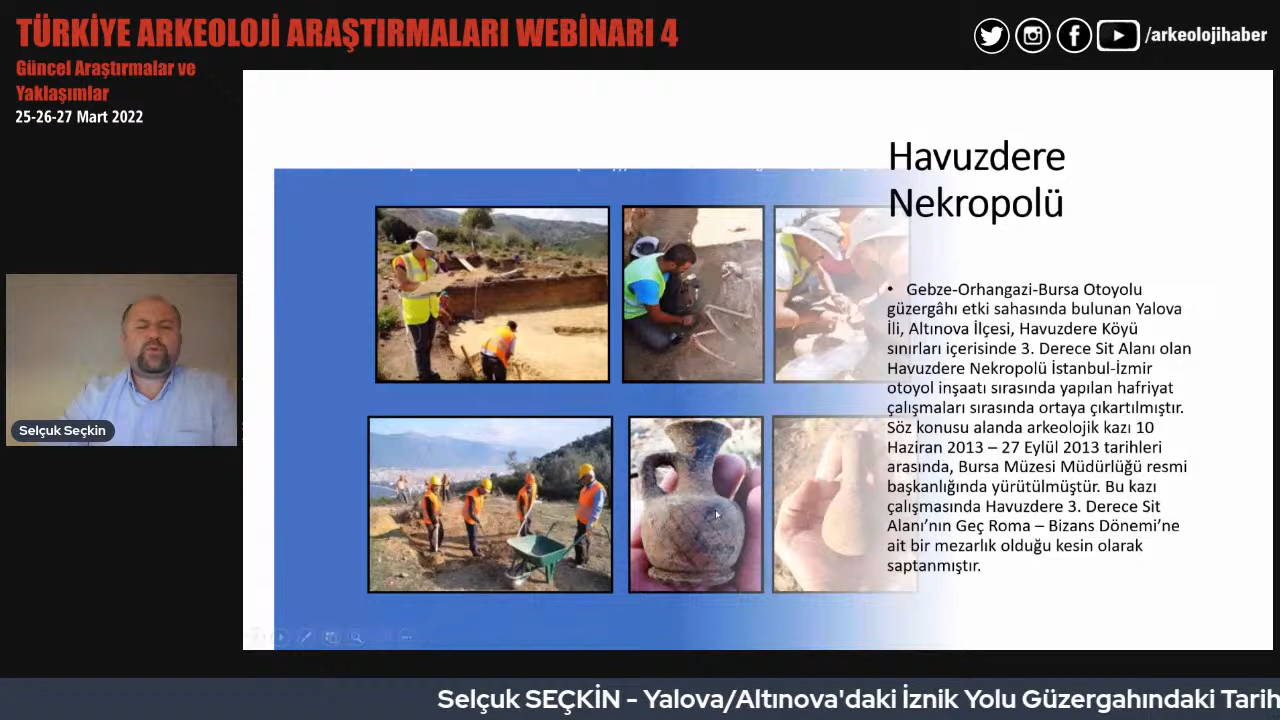 TÜRKİYE ARKEOLOJİ ARAŞTIRMALARI WEBİNARI 4
Güncel Araştırmalar ve
Yaklaşımlar
25-26-27 Mart 2022
/arkeolojihaber
Havuzdere
Nekropolü
• Gebze-Orhangazi-Bursa Otoyolu
güzergâhı etki sahasında bulunan Yalova
İli, Altınova İlçesi, Havuzdere Köyü
sınırları içerisinde 3. Derece Sit Alanı olan
Havuzdere Nekropolü İstanbul-İzmir
otoyol inşaatı sırasında yapılan hafriyat
çalışmaları sırasında ortaya çıkartılmıştır.
Söz konusu alanda arkeolojik kazı 10
Haziran 2013 – 27 Eylül 2013 tarihleri
arasında, Bursa Müzesi Müdürlüğü resmi
başkanlığında yürütülmüştür. Bu kazı
çalışmasında Havuzdere 3. Derece Sit
Alanı’nın Geç Roma – Bizans Dönemi’ne
ait bir mezarlık olduğu kesin olarak
saptanmıştır.
Selçuk Seçkin
Selçuk SEÇKİN - Yalova/Altınova'daki İznik Yolu Güzergahındaki Tarih